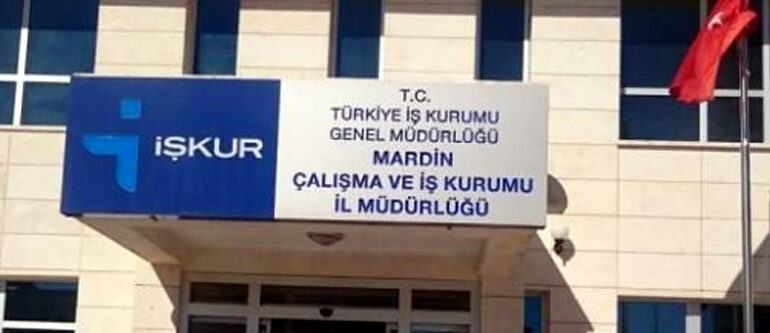 İŞKUR
T.C.
TÜRKİYE İŞ KURUMU
GENEL MÜDÜRLÜĞÜ
MARDİN
ÇALIŞMA VE İŞ KURUMU
İL MÜDÜRLÜĞÜ